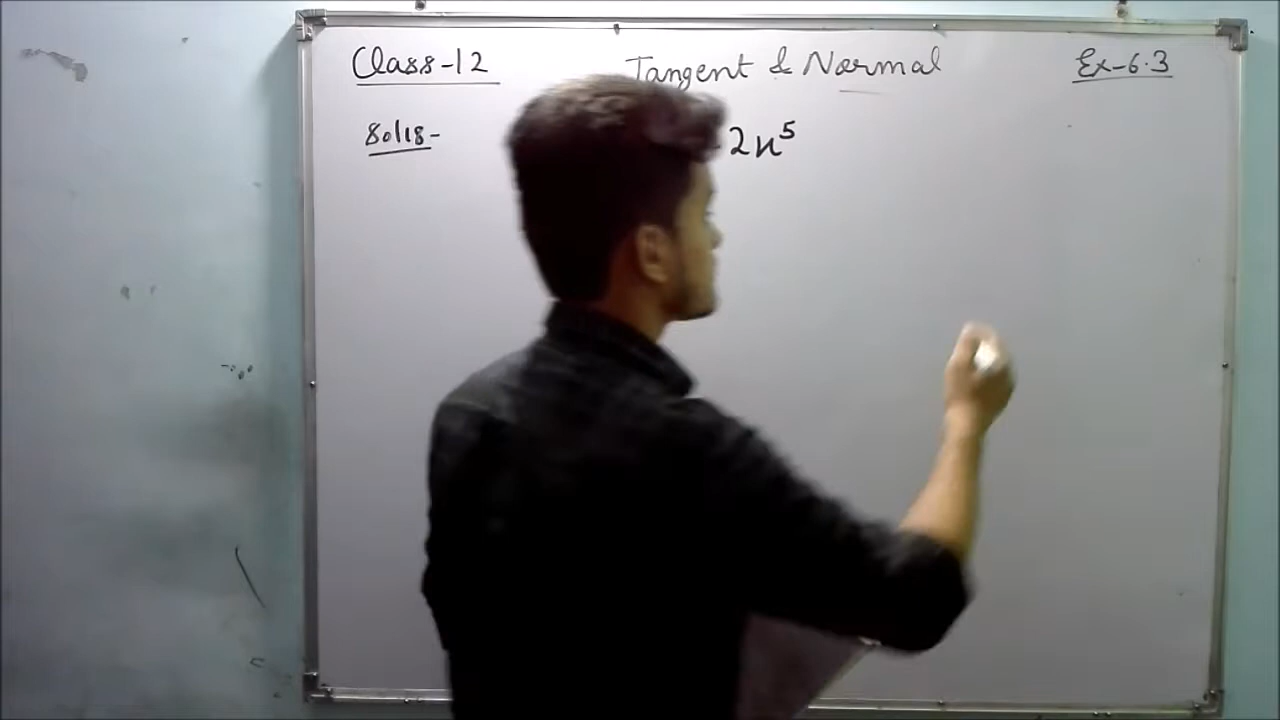 Class-12 Tangent & Normal Ex-6.3
Sol18-
-2x⁵